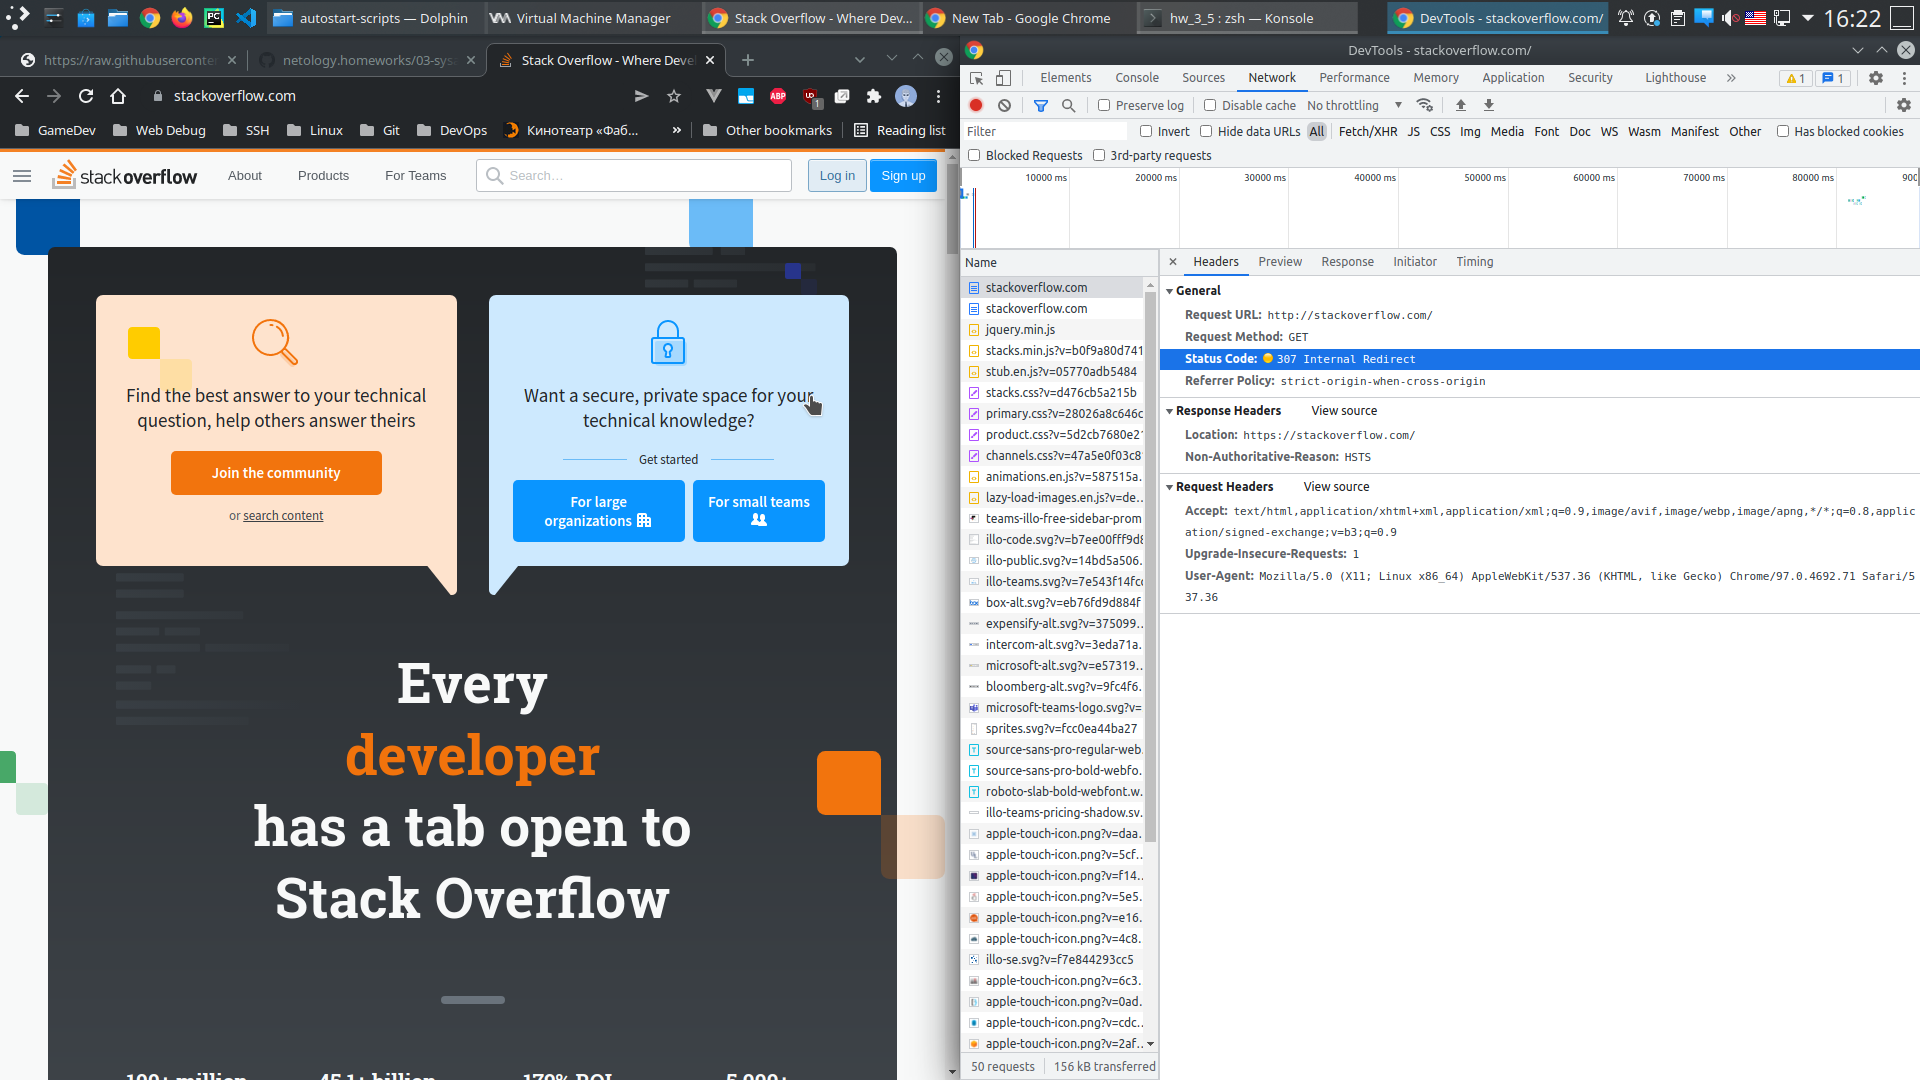 autostart-scripts — Dolphin
Virtual Machine Manager
Stack Overflow - Where Dev...
New Tab - Google Chrome
hw_3_5 : zsh — Konsole
DevTools - stackoverflow.com/
16:22
https://raw.githubuserconte
netology.homeworks/03-sys
Stack Overflow - Where Devel
stackoverflow.com
ABP
1
GameDev
Web Debug
SSH
Linux
Git
DevOps
Кинотеатр «Фаб...
»
Other bookmarks
Reading list
stackoverflow
About
Products
For Teams
Search...
Log in
Sign up
Find the best answer to your technical
question, help others answer theirs
Join the community
or search content
Want a secure, private space for your
technical knowledge?
Get started
For large
organizations
For small teams
Every
developer
has a tab open to
Stack Overflow
100+ million
45.1+ billion
179% ROI
5,000+
DevTools - stackoverflow.com/
Elements
Console
Sources
Network
Performance
Memory
Application
Security
Lighthouse
»
1
1
Preserve log
Disable cache
No throttling
Filter
Invert
Hide data URLs
All
Fetch/XHR
JS
CSS
Img
Media
Font
Doc
WS
Wasm
Manifest
Other
Has blocked cookies
Blocked Requests
3rd-party requests
10000 ms
20000 ms
30000 ms
40000 ms
50000 ms
60000 ms
70000 ms
80000 ms
900
Name
stackoverflow.com
stackoverflow.com
jquery.min.js
stacks.min.js?v=b0f9a80d741
stub.en.js?v=05770adb5484
stacks.css?v=d476cb5a215b
primary.css?v=28026a8c646c
product.css?v=5d2cb7680e2
channels.css?v=47a5e0f03c8
animations.en.js?v=587515a.
lazy-load-images.en.js?v=de..
teams-illo-free-sidebar-prom
illo-code.svg?v=b7ee00fff9d8
illo-public.svg?v=14bd5a506.
illo-teams.svg?v=7e543f14fc
box-alt.svg?v=eb76fd9d884f
expensify-alt.svg?v=375099..
intercom-alt.svg?v=3eda71a.
microsoft-alt.svg?v=e57319..
bloomberg-alt.svg?v=9fc4f6.
microsoft-teams-logo.svg?v=
sprites.svg?v=fcc0ea44ba27
source-sans-pro-regular-web.
source-sans-pro-bold-webfo.
roboto-slab-bold-webfont.w.
illo-teams-pricing-shadow.sv.
apple-touch-icon.png?v=daa.
apple-touch-icon.png?v=5cf..
apple-touch-icon.png?v=f14..
apple-touch-icon.png?v=5e5.
apple-touch-icon.png?v=e16.
apple-touch-icon.png?v=4c8.
illo-se.svg?v=f7e844293cc5
apple-touch-icon.png?v=6c3.
apple-touch-icon.png?v=0ad.
apple-touch-icon.png?v=cdc..
apple-touch-icon.png?v=2af..
50 requests
156 kB transferred
Headers
Preview
Response
Initiator
Timing
General
Request URL: http://stackoverflow.com/
Request Method: GET
Status Code: 307 Internal Redirect
Referrer Policy: strict-origin-when-cross-origin
Response Headers
View source
Location: https://stackoverflow.com/
Non-Authoritative-Reason: HSTS
Request Headers
View source
Accept: text/html,application/xhtml+xml,application/xml;q=0.9,image/avif,image/webp,image/apng,*/*;q=0.8,applic
ation/signed-exchange;v=b3;q=0.9
Upgrade-Insecure-Requests: 1
User-Agent: Mozilla/5.0 (X11; Linux x86_64) AppleWebKit/537.36 (KHTML, like Gecko) Chrome/97.0.4692.71 Safari/5
37.36